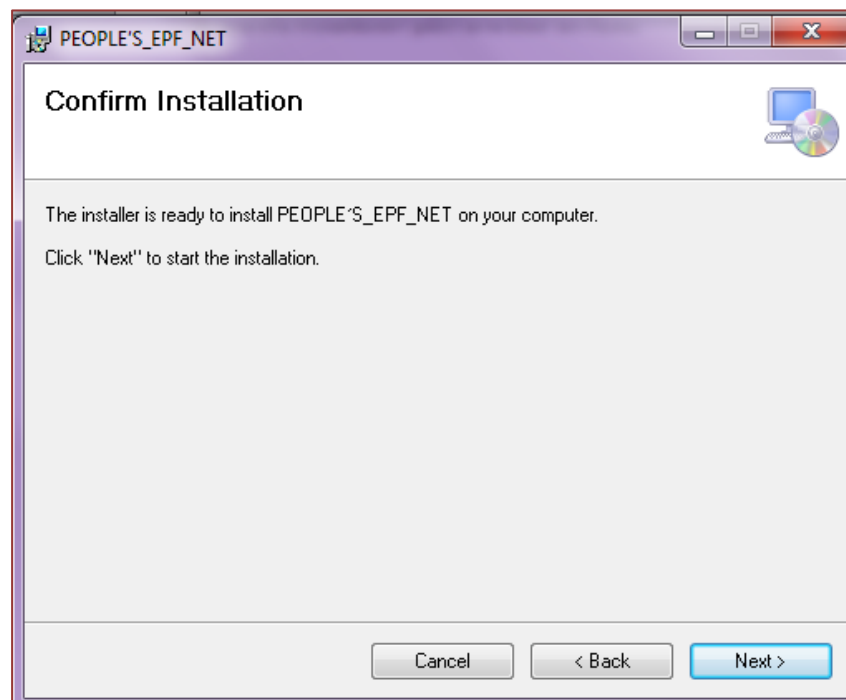 PEOPLE'S_EPF_NET
Confirm Installation
The installer is ready to install PEOPLE'S_EPF_NET on your computer.
Click "Next" to start the installation.
Cancel
< Back
Next >